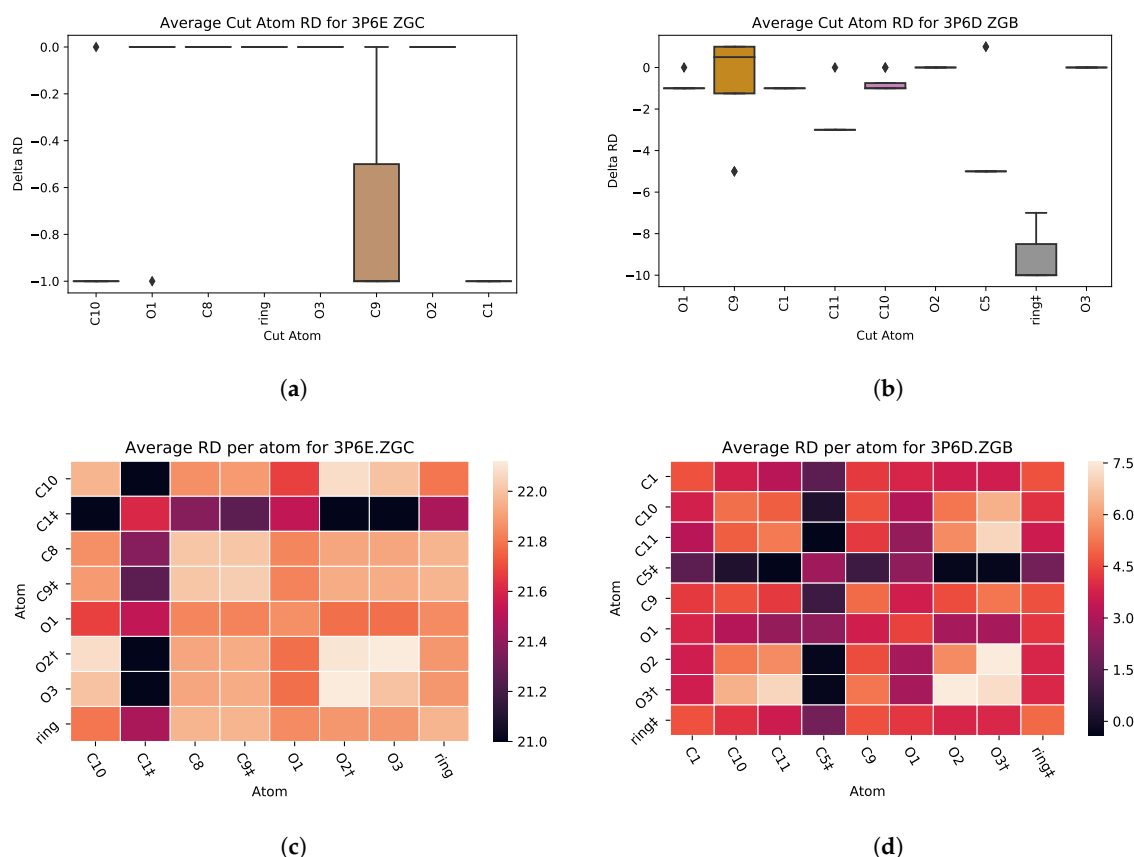 Average Cut Atom RD for 3P6E ZGC
0.0
−0.2
−0.4
−0.6
−0.8
−1.0
Delta RD
C10
O1
C8
ring
O3
C9
O2
C1
Cut Atom
(a)
Average Cut Atom RD for 3P6D ZGB
0
−2
−4
−6
−8
−10
Delta RD
O1
C9
C1
C11
C10
O2
C5
ring‡
O3
Cut Atom
(b)
Average RD per atom for 3P6E.ZGC
C10
C1‡
C8
C9‡
O1
O2†
O3
ring
Atom
C10
C1‡
C8
C9‡
O1
O2†
O3
ring
Atom
22.0
21.8
21.6
21.4
21.2
21.0
(c)
Average RD per atom for 3P6D.ZGB
C1
C10
C11
C5‡
C9
O1
O2
O3†
ring‡
Atom
C1
C10
C11
C5‡
C9
O1
O2
O3†
ring‡
Atom
7.5
6.0
4.5
3.0
1.5
0.0
(d)